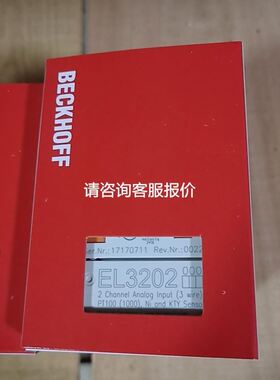 BECKHOFF
请咨询客服报价
Ser.Nr.: 17170711 Rev.Nr.: 0022
EL3202
2 Channel Analog Input (3 wire)
PT100 (1000), Ni and KTY Sensor